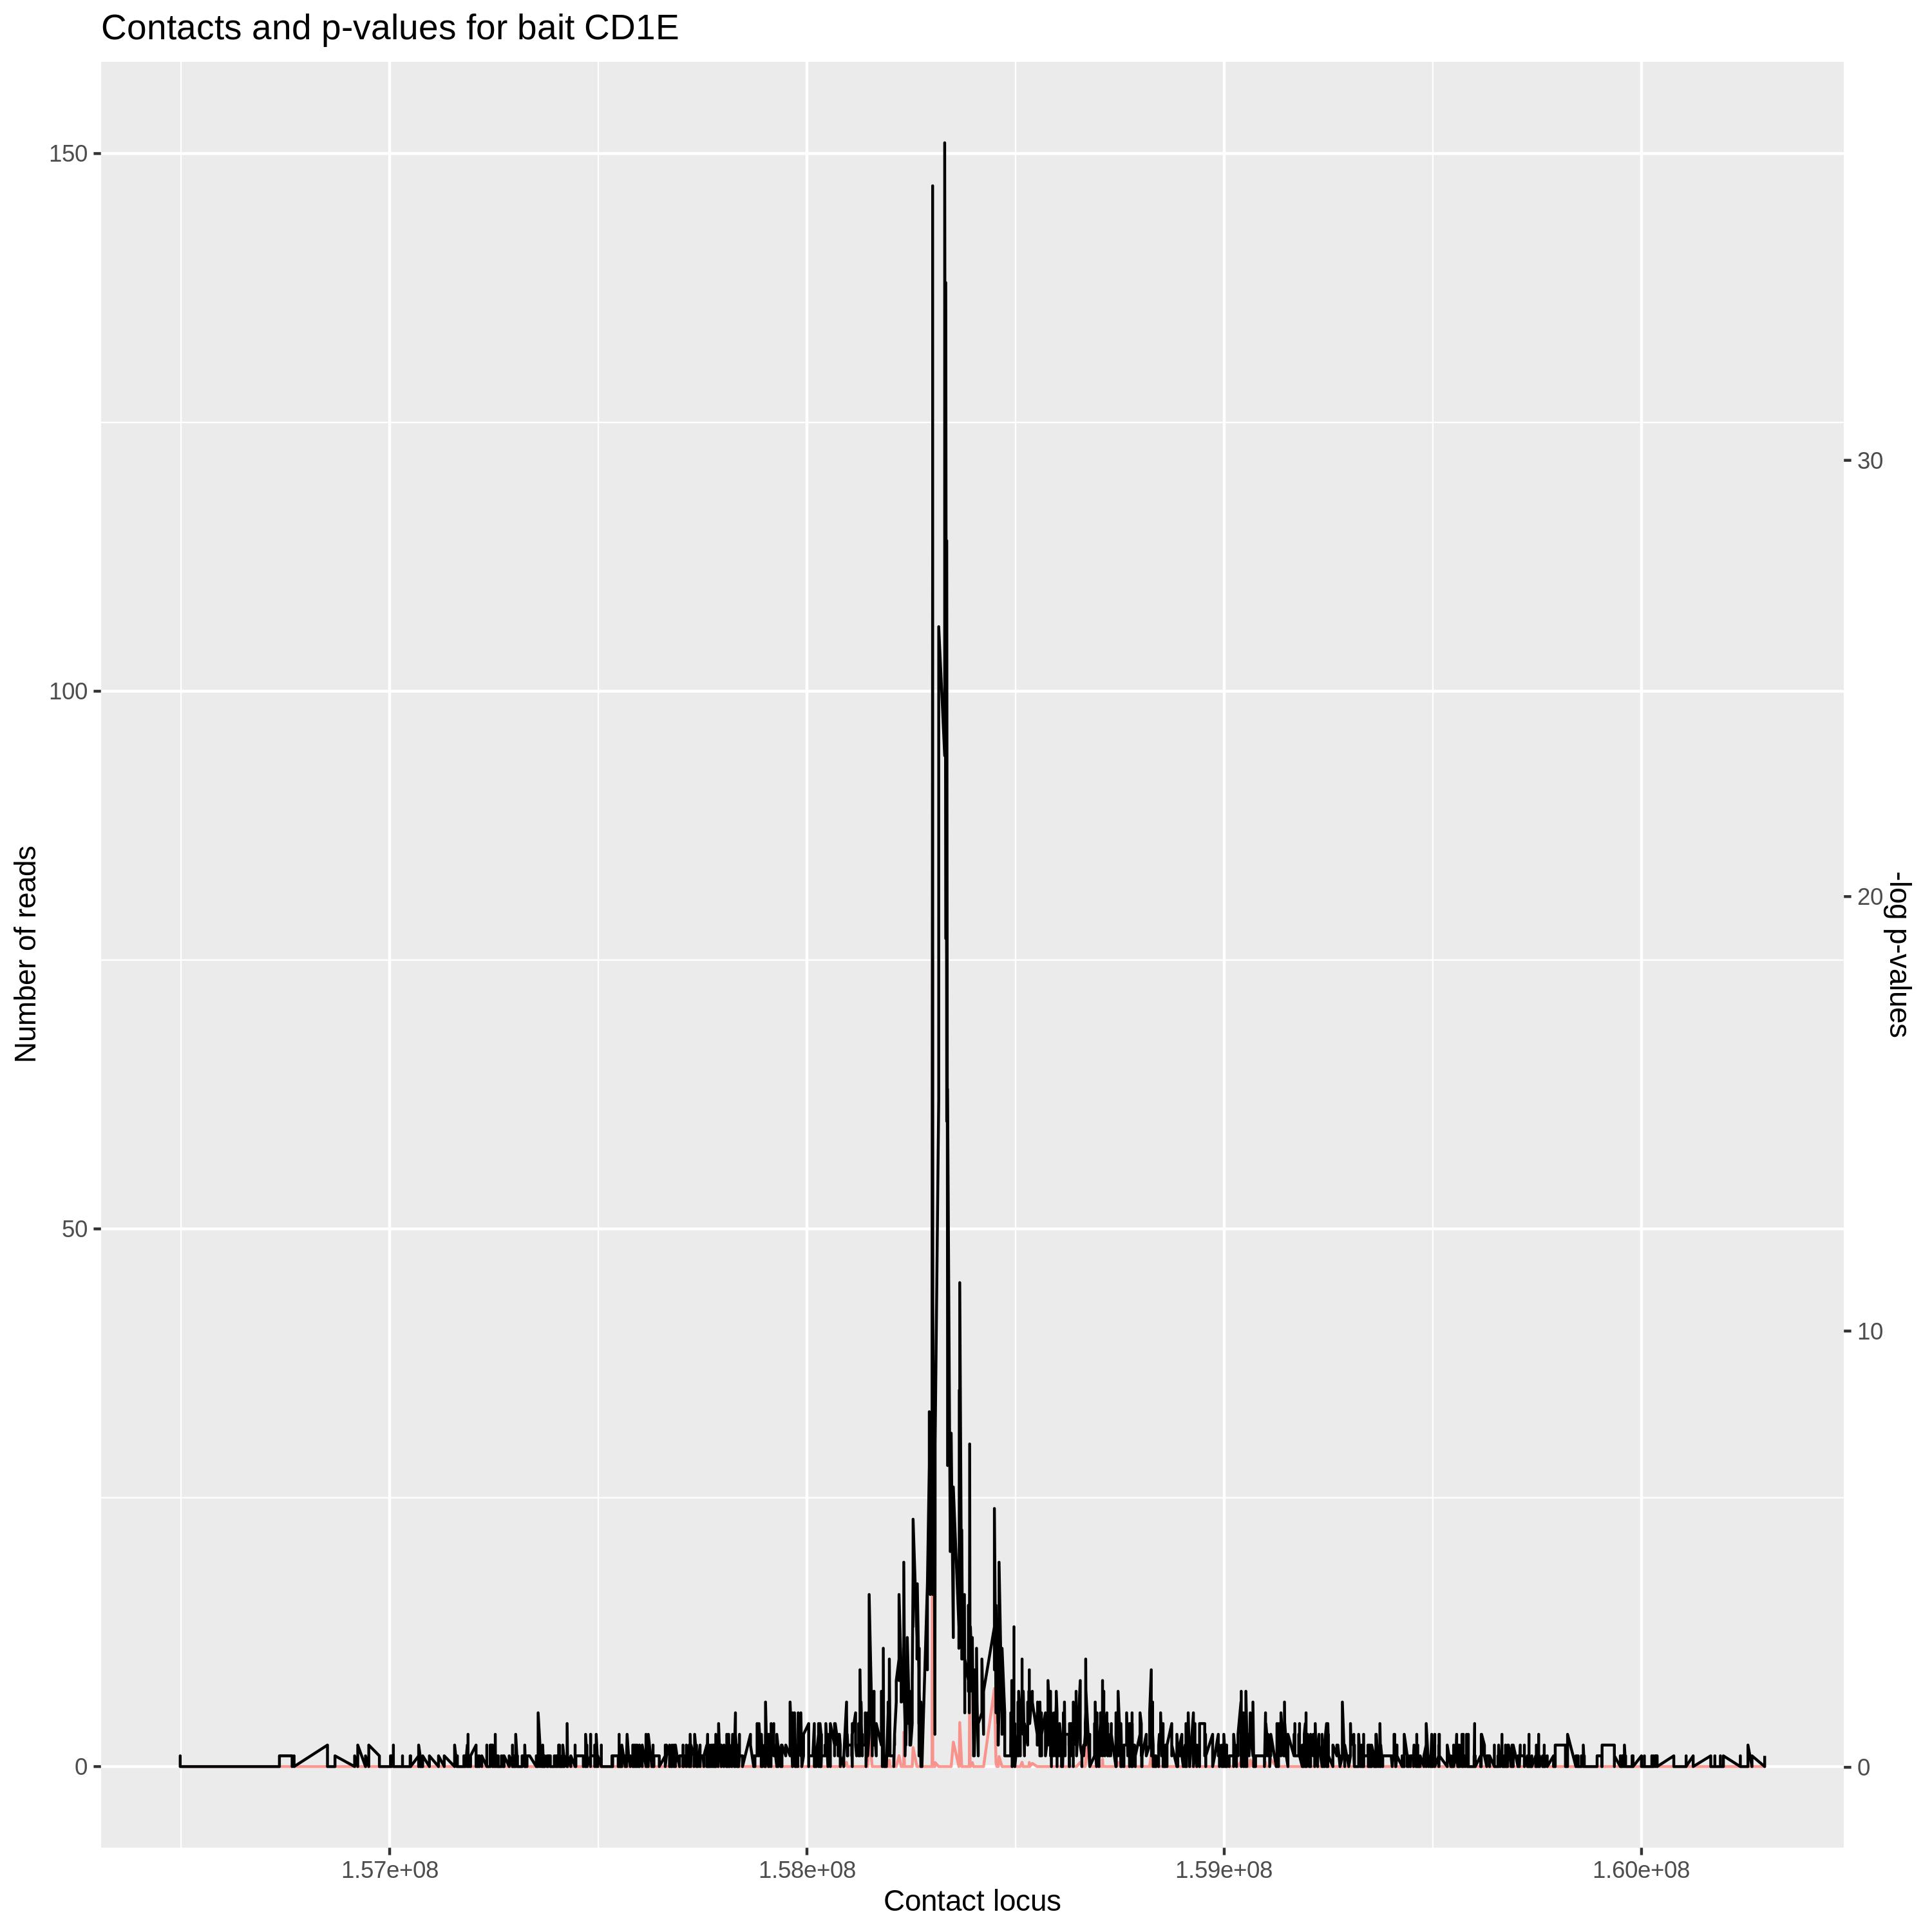 Contacts and p-values for bait CD1E
150
100
50
0
30
20
10
0
Number of reads
-log p-values
1.57e+08
1.58e+08
1.59e+08
1.60e+08
Contact locus